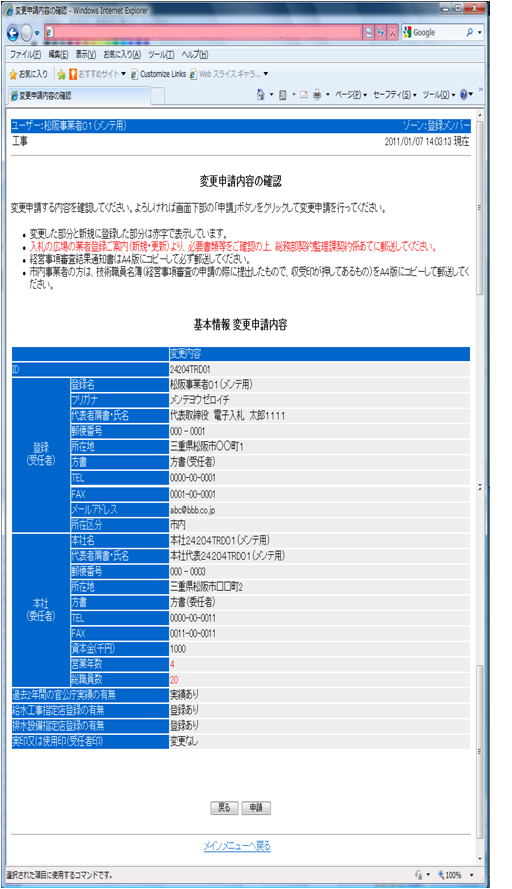 変更申請内容の確認 - Windows Internet Explorer
Google
ファイル(F) 編集(E) 表示(V) お気に入り(A) ツール(T) ヘルプ(H)
お気に入り おすすめサイト Customize Links Web スライス ギャラ...
変更申請内容の確認 ページ(P) セーフティ(S) ツール(O)
ユーザー:松阪事業者01(メンテ用) ゾーン:登録メンバー
工事 2011/01/07 14:03:13 現在
変更申請内容の確認
変更申請する内容を確認してください。よろしければ画面下部の「申請」ボタンをクリックして変更申請を行ってください。
• 変更した部分と新規に登録した部分は赤字で表示しています。
• 入札の広場の業者登録ご案内(新規・更新)より、必要書類等をご確認の上、総務部契約監理課契約係あてに郵送してください。
• 経営事項審査結果通知書はA4版にコピーして必ず郵送してください。
• 市内事業者の方は、技術職員名簿(経営事項審査の申請の際に提出したもので、収受印が押してあるもの)をA4版にコピーして郵送してく
ださい。
基本情報 変更申請内容
変更内容
ID 24204TRD01
登録
(受任者)
登録名 松阪事業者01(メンテ用)
フリガナ メンテヨウゼロイチ
代表者肩書・氏名 代表取締役 電子入札 太郎1111
郵便番号 000 - 0001
所在地 三重県松阪市○○町1
方書 方書(受任者)
TEL 0000-00-0001
FAX 0001-00-0001
メールアドレス abc@bbb.co.jp
所在区分 市内
本社
(委任者)
本社名 本社24204TRD01(メンテ用)
代表者肩書・氏名 本社代表24204TRD01(メンテ用)
郵便番号 000 - 0003
所在地 三重県松阪市□□町2
方書 方書(委任者)
TEL 0000-00-0011
FAX 0011-00-0011
資本金(千円) 1000
営業年数 4
総職員数 20
過去2年間の官公庁実績の有無 実績あり
給水工事指定店登録の有無 登録あり
排水設備指定店登録の有無 登録あり
実印又は使用印(受任者印) 変更なし
戻る 申請
メインメニューへ戻る
選択された項目に使用するコマンドです。 100%